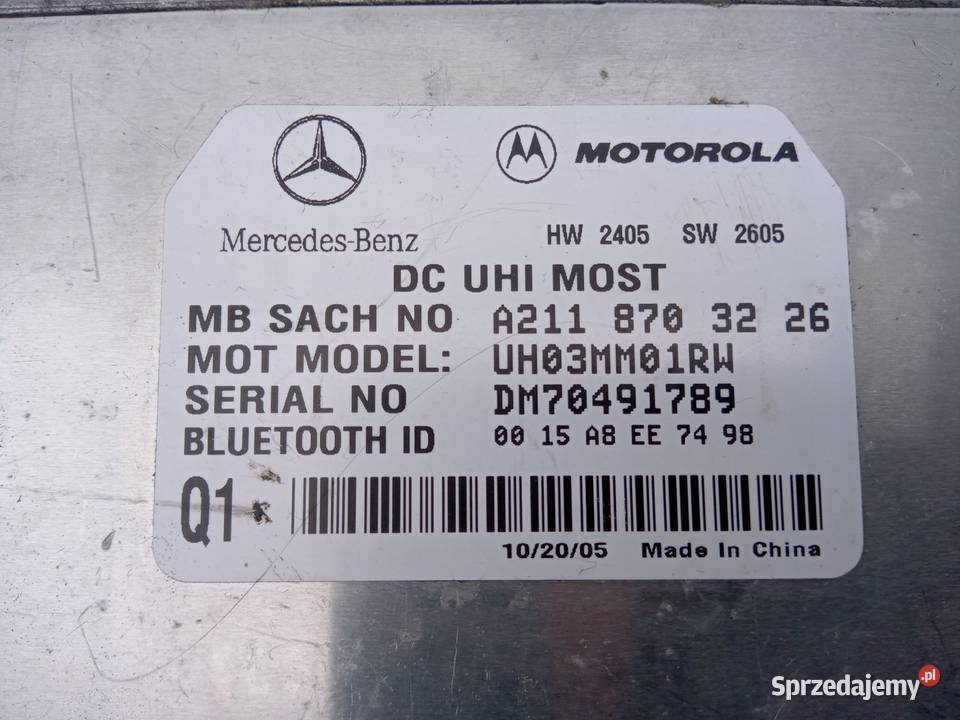 MOTOROLA
Mercedes-Benz
HW 2405 SW 2605
DC UHI MOST
MB SACH NO A211 870 32 26
MOT MODEL: UH03MM01RW
SERIAL NO DM70491789
BLUETOOTH ID 00 15 A8 EE 74 98
Q1
10/20/05 Made In China
Sprzedajemy.pl